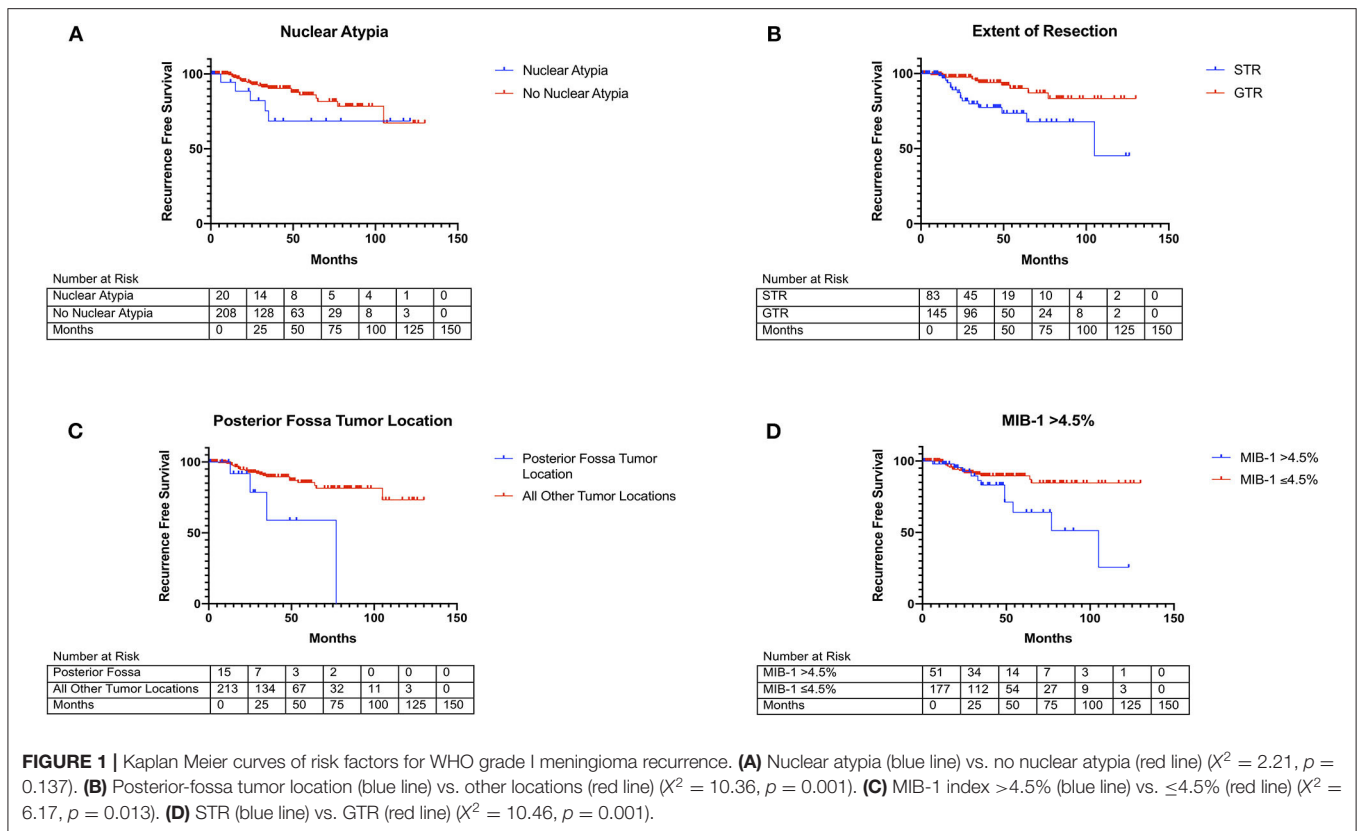 A
Nuclear Atypia
Recurrence Free Survival
100
50
0
0 50 100 150
Months
Nuclear Atypia
No Nuclear Atypia
Number at Risk
Nuclear Atypia 20 14 8 5 4 1 0
No Nuclear Atypia 208 128 63 29 8 3 0
Months 0 25 50 75 100 125 150
B
Extent of Resection
Recurrence Free Survival
100
50
0
0 50 100 150
Months
STR
GTR
Number at Risk
STR 83 45 19 10 4 2 0
GTR 145 96 50 24 8 2 0
Months 0 25 50 75 100 125 150
C
Posterior Fossa Tumor Location
Recurrence Free Survival
100
50
0
0 50 100 150
Months
Posterior Fossa Tumor
Location
All Other Tumor Locations
Number at Risk
Posterior Fossa 15 7 3 2 0 0 0
All Other Tumor Locations 213 134 67 32 11 3 0
Months 0 25 50 75 100 125 150
D
MIB-1 >4.5%
Recurrence Free Survival
100
50
0
0 50 100 150
Months
MIB-1 >4.5%
MIB-1 ≤4.5%
Number at Risk
MIB-1 >4.5% 51 34 14 7 3 1 0
MIB-1 ≤4.5% 177 112 54 27 9 3 0
Months 0 25 50 75 100 125 150
FIGURE 1 | Kaplan Meier curves of risk factors for WHO grade I meningioma recurrence. (A) Nuclear atypia (blue line) vs. no nuclear atypia (red line) (X² = 2.21, p =
0.137). (B) Posterior-fossa tumor location (blue line) vs. other locations (red line) (X² = 10.36, p = 0.001). (C) MIB-1 index >4.5% (blue line) vs. ≤4.5% (red line) (X² =
6.17, p = 0.013). (D) STR (blue line) vs. GTR (red line) (X² = 10.46, p = 0.001).